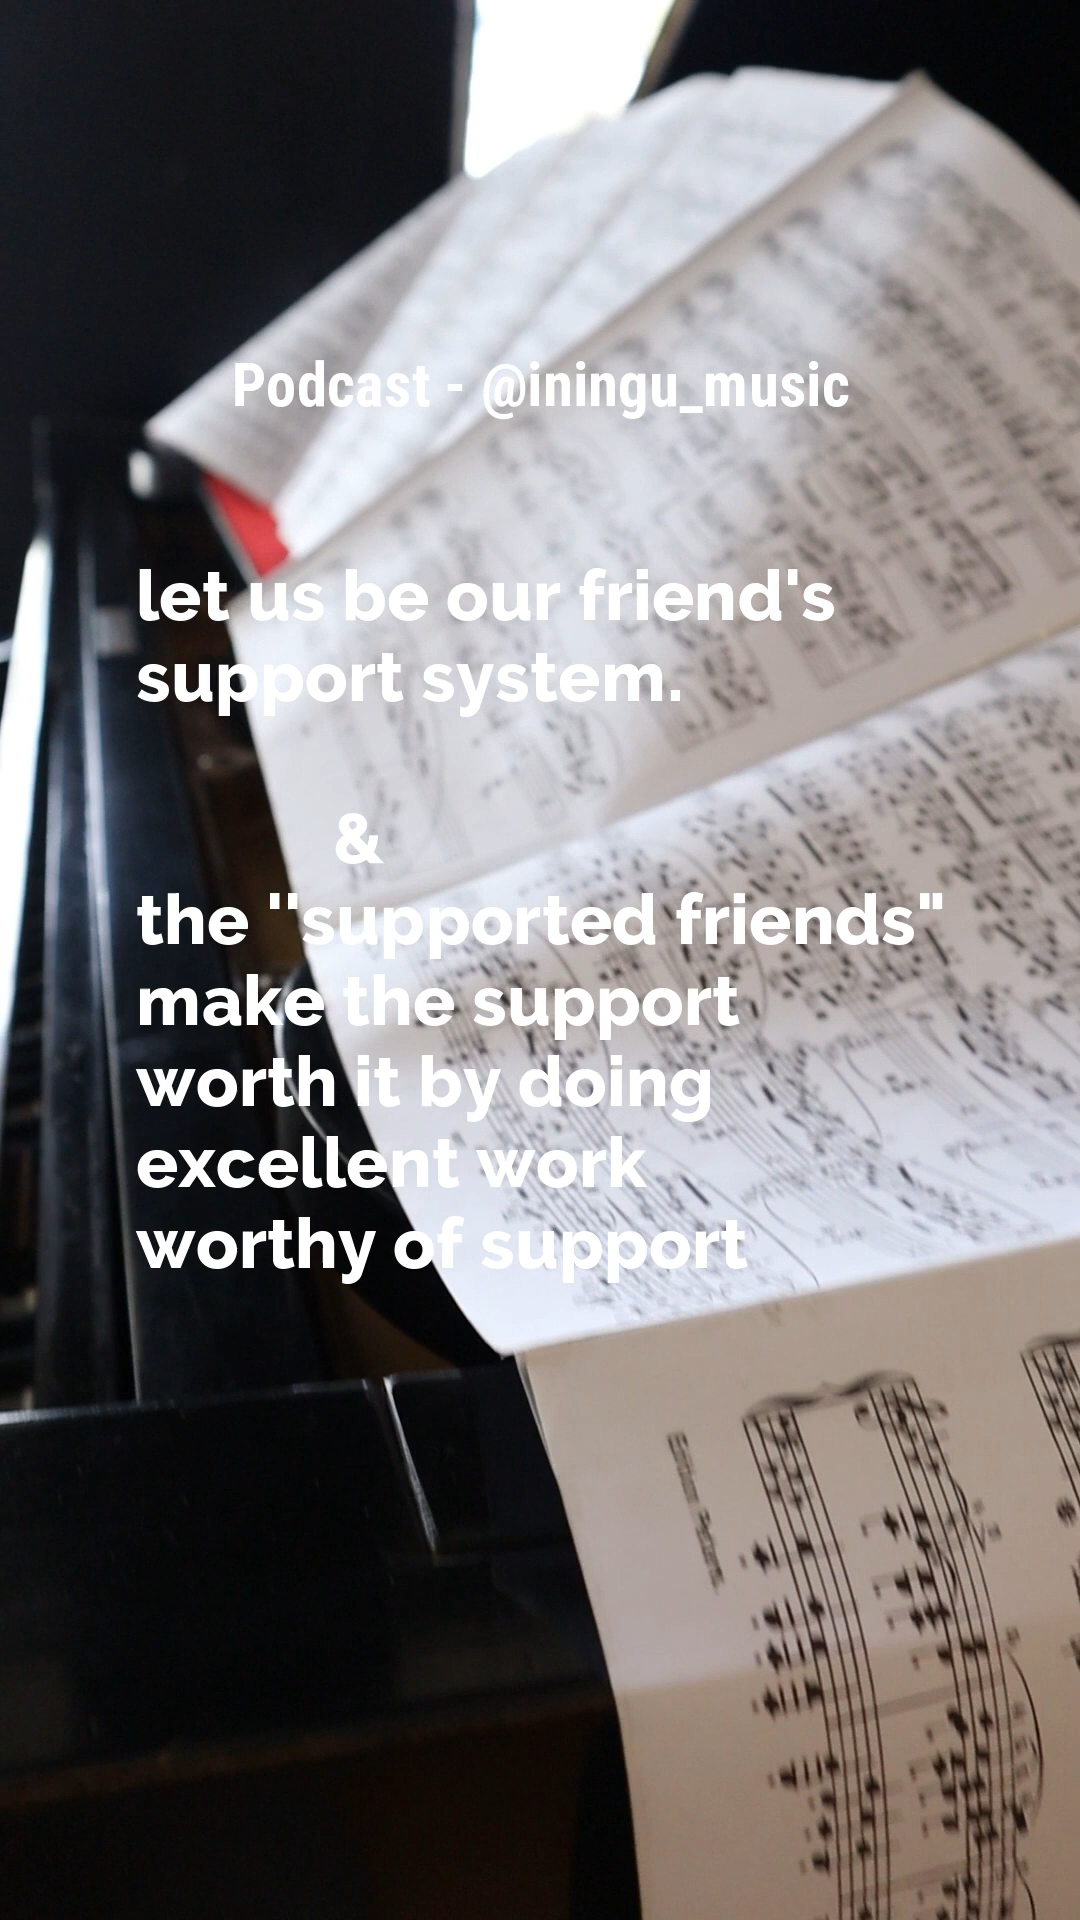 Podcast - @iningu_music
let us be our friend's
support system.
&
the "supported friends"
make the support
worth it by doing
excellent work
worthy of support